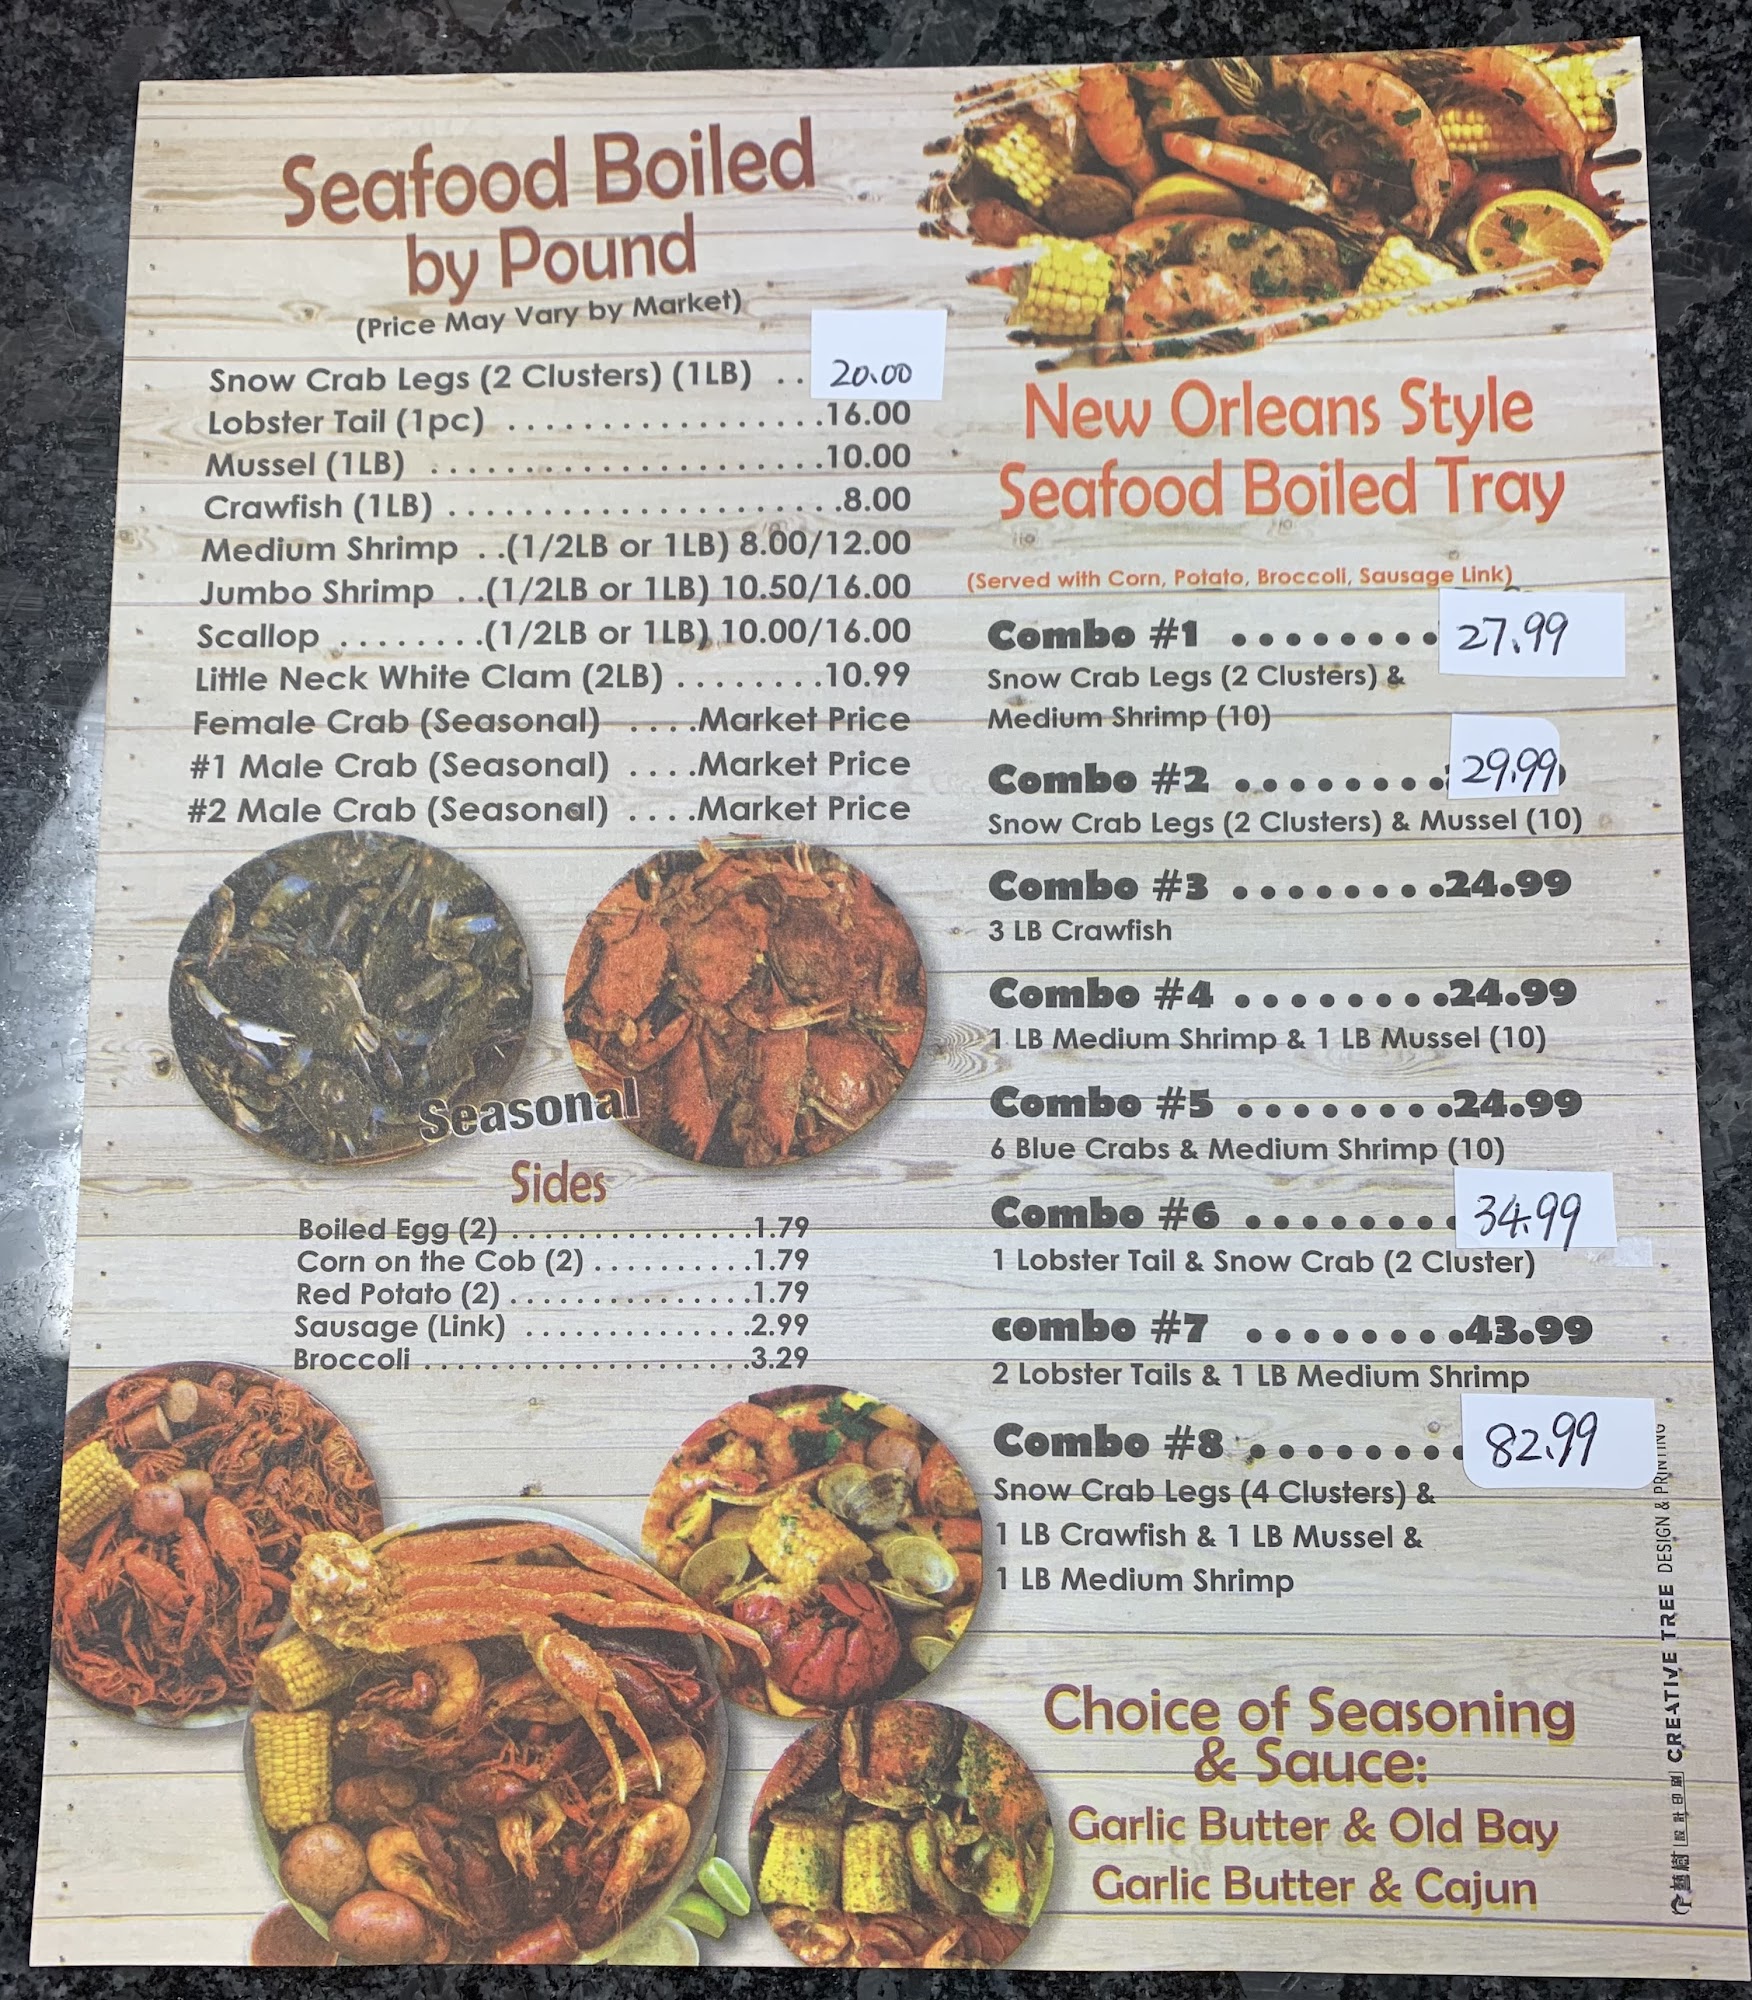 Seafood Boiled
by Pound
(Price May Vary by Market)
Snow Crab Legs (2 Clusters) (1LB) .. 20.00
Lobster Tail (1pc) .................16.00
Mussel (1LB) .....................10.00
Crawfish (1LB) .....................8.00
Medium Shrimp ..(1/2LB or 1LB) 8.00/12.00
Jumbo Shrimp ..(1/2LB or 1LB) 10.50/16.00
Scallop ........(1/2LB or 1LB) 10.00/16.00
Little Neck White Clam (2LB) ........10.99
Female Crab (Seasonal) ....Market Price
#1 Male Crab (Seasonal) ....Market Price
#2 Male Crab (Seasonal) ....Market Price
Seasonal
Sides
Boiled Egg (2) ................1.79
Corn on the Cob (2) ..........1.79
Red Potato (2) ................1.79
Sausage (Link) ..............2.99
Broccoli .....................3.29
New Orleans Style
Seafood Boiled Tray
(Served with Corn, Potato, Broccoli, Sausage Link)
Combo #1 ........ 27.99
Snow Crab Legs (2 Clusters) &
Medium Shrimp (10)
Combo #2 ........ 29.99
Snow Crab Legs (2 Clusters) & Mussel (10)
Combo #3 ........24.99
3 LB Crawfish
Combo #4 ........24.99
1 LB Medium Shrimp & 1 LB Mussel (10)
Combo #5 ........24.99
6 Blue Crabs & Medium Shrimp (10)
Combo #6 ........ 34.99
1 Lobster Tail & Snow Crab (2 Cluster)
combo #7 ........43.99
2 Lobster Tails & 1 LB Medium Shrimp
Combo #8 ........ 82.99
Snow Crab Legs (4 Clusters) &
1 LB Crawfish & 1 LB Mussel &
1 LB Medium Shrimp
Choice of Seasoning
& Sauce:
Garlic Butter & Old Bay
Garlic Butter & Cajun
設計印刷 CREATIVE TREE DESIGN & PRINTING